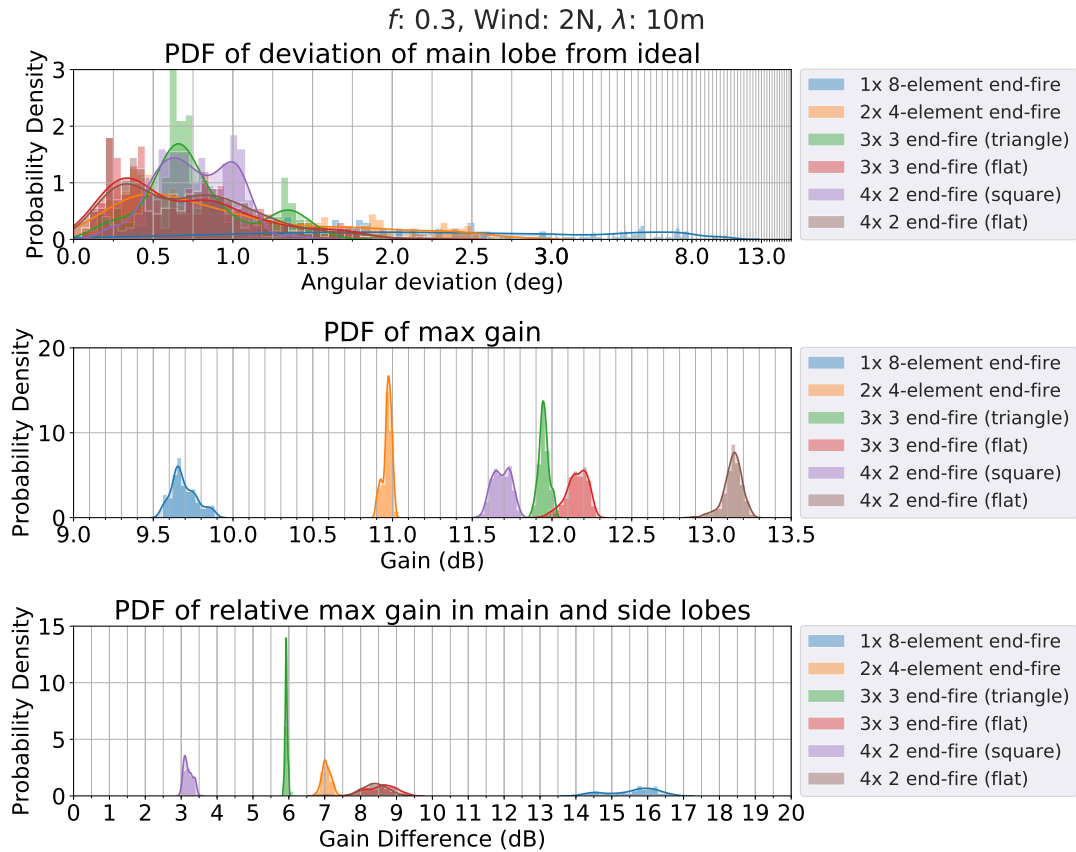 f: 0.3, Wind: 2N, λ: 10m
PDF of deviation of main lobe from ideal
Probability Density
3
2
1
0
0.0 0.5 1.0 1.5 2.0 2.5 3.0 8.0 13.0
Angular deviation (deg)
1x 8-element end-fire
2x 4-element end-fire
3x 3 end-fire (triangle)
3x 3 end-fire (flat)
4x 2 end-fire (square)
4x 2 end-fire (flat)
PDF of max gain
Probability Density
20
10
0
9.0 9.5 10.0 10.5 11.0 11.5 12.0 12.5 13.0 13.5
Gain (dB)
1x 8-element end-fire
2x 4-element end-fire
3x 3 end-fire (triangle)
3x 3 end-fire (flat)
4x 2 end-fire (square)
4x 2 end-fire (flat)
PDF of relative max gain in main and side lobes
Probability Density
15
10
5
0
0 1 2 3 4 5 6 7 8 9 10 11 12 13 14 15 16 17 18 19 20
Gain Difference (dB)
1x 8-element end-fire
2x 4-element end-fire
3x 3 end-fire (triangle)
3x 3 end-fire (flat)
4x 2 end-fire (square)
4x 2 end-fire (flat)